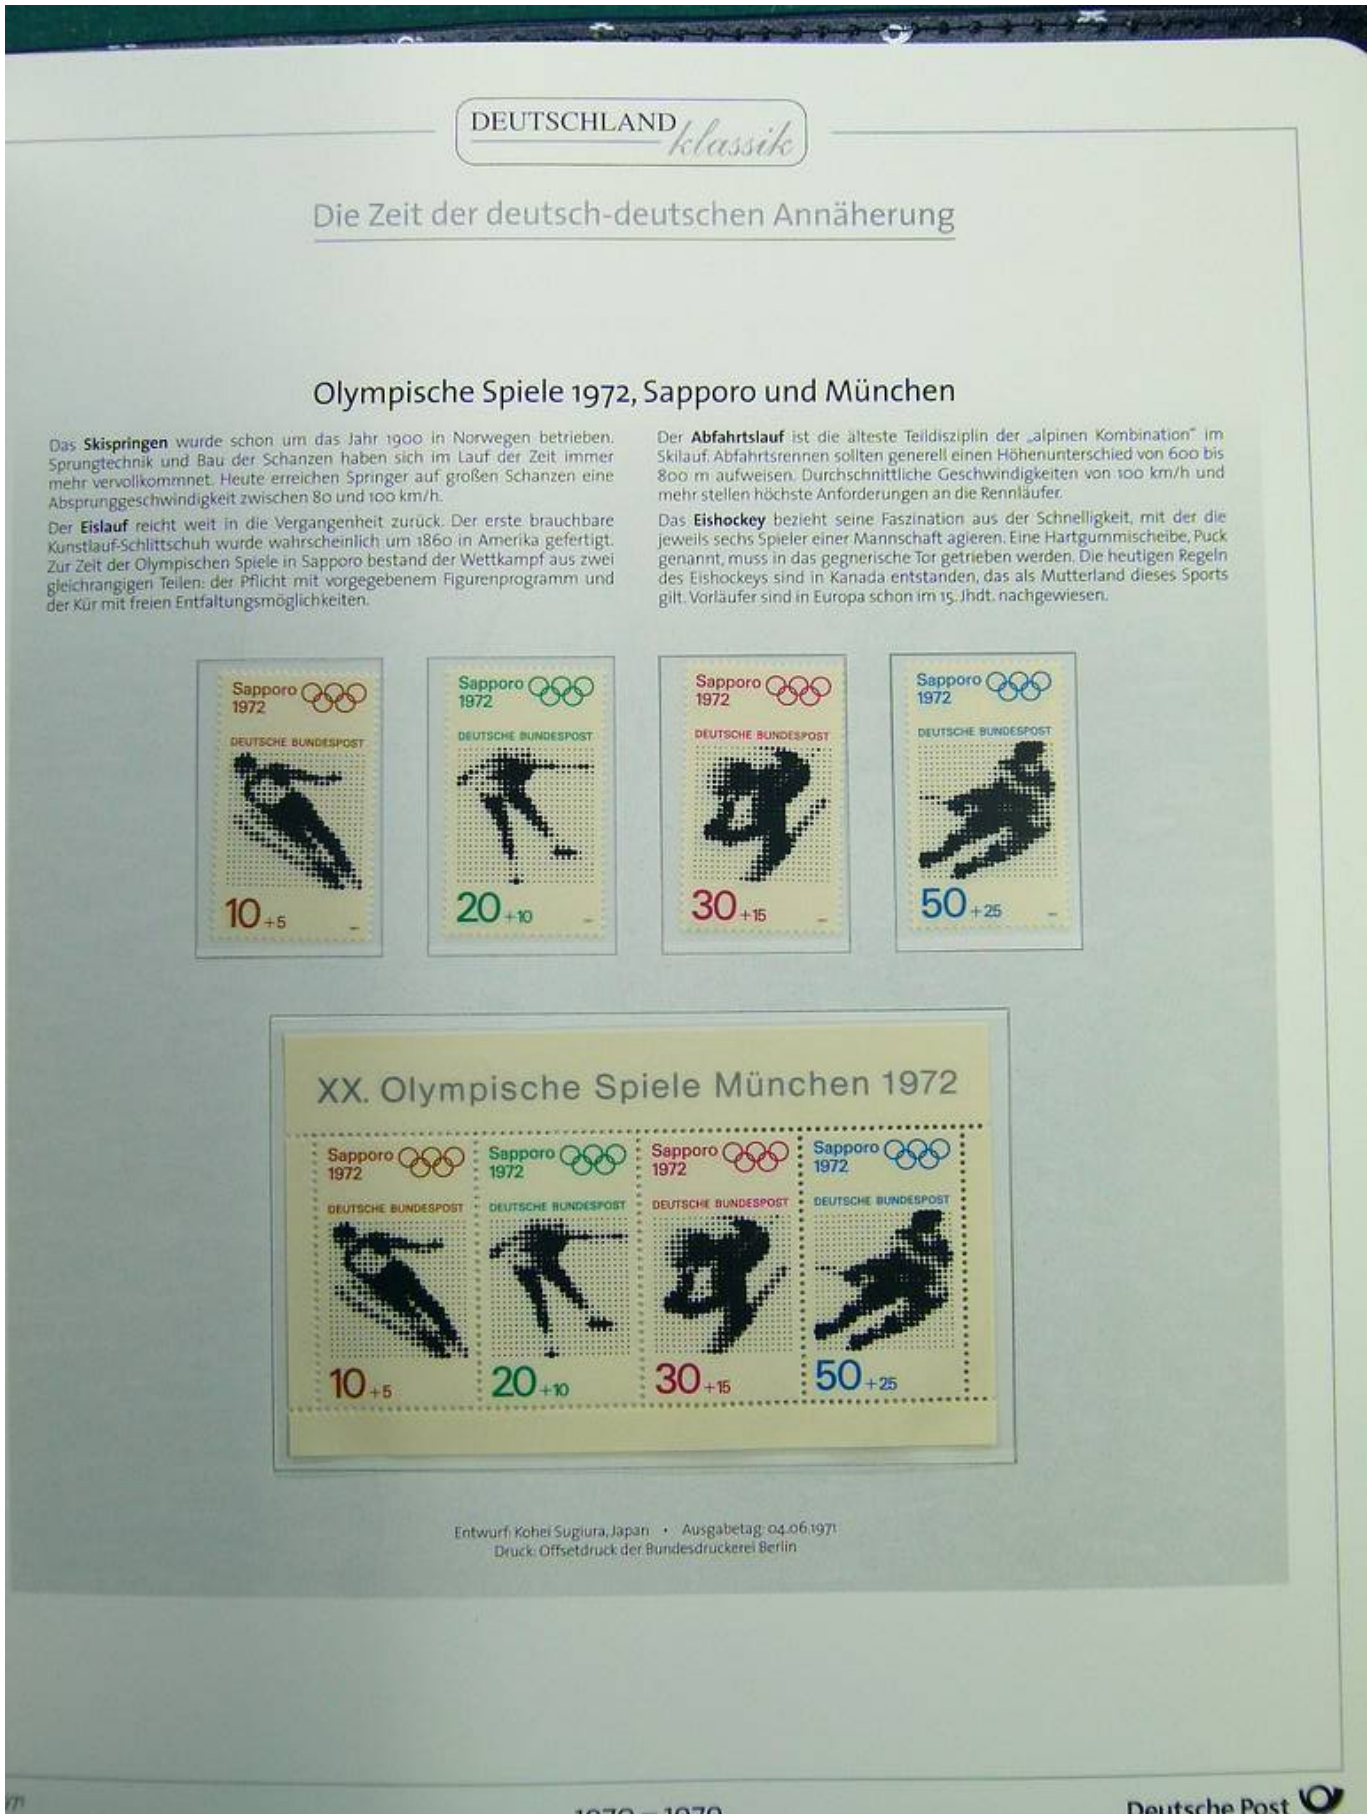 DEUTSCHLAND
klassik
Die Zeit der deutsch-deutschen Annäherung
Olympische Spiele 1972, Sapporo und München
Das Skispringen wurde schon um das Jahr 1900 in Norwegen betrieben.
Sprungtechnik und Bau der Schanzen haben sich im Lauf der Zeit immer
mehr vervollkommnet. Heute erreichen Springer auf großen Schanzen eine
Absprunggeschwindigkeit zwischen 80 und 100 km/h.
Der Eislauf reicht weit in die Vergangenheit zurück. Der erste brauchbare
Kunstlauf-Schlittschuh wurde wahrscheinlich um 1860 in Amerika gefertigt.
Zur Zeit der Olympischen Spiele in Sapporo bestand der Wettkampf aus zwei
gleichrangigen Teilen: der Pflicht mit vorgegebenem Figurenprogramm und
der Kür mit freien Entfaltungsmöglichkeiten.
Der Abfahrtslauf ist die älteste Teildisziplin der „alpinen Kombination“ im
Skilauf. Abfahrtsrennen sollten generell einen Höhenunterschied von 600 bis
800 m aufweisen. Durchschnittliche Geschwindigkeiten von 100 km/h und
mehr stellen höchste Anforderungen an die Rennläufer.
Das Eishockey bezieht seine Faszination aus der Schnelligkeit, mit der die
jeweils sechs Spieler einer Mannschaft agieren. Eine Hartgummischeibe, Puck
genannt, muss in das gegnerische Tor getrieben werden. Die heutigen Regeln
des Eishockeys sind in Kanada entstanden, das als Mutterland dieses Sports
gilt. Vorläufer sind in Europa schon im 15. Jhdt. nachgewiesen.
Sapporo
1972
DEUTSCHE BUNDESPOST
10+5
Sapporo
1972
DEUTSCHE BUNDESPOST
20+10
Sapporo
1972
DEUTSCHE BUNDESPOST
30+15
Sapporo
1972
DEUTSCHE BUNDESPOST
50+25
XX. Olympische Spiele München 1972
Sapporo
1972
DEUTSCHE BUNDESPOST
10+5
Sapporo
1972
DEUTSCHE BUNDESPOST
20+10
Sapporo
1972
DEUTSCHE BUNDESPOST
30+15
Sapporo
1972
DEUTSCHE BUNDESPOST
50+25
Entwurf: Kohei Sugiura, Japan • Ausgabetag: 04.06.1971
Druck: Offsetdruck der Bundesdruckerei Berlin
1970 – 1979
Deutsche Post